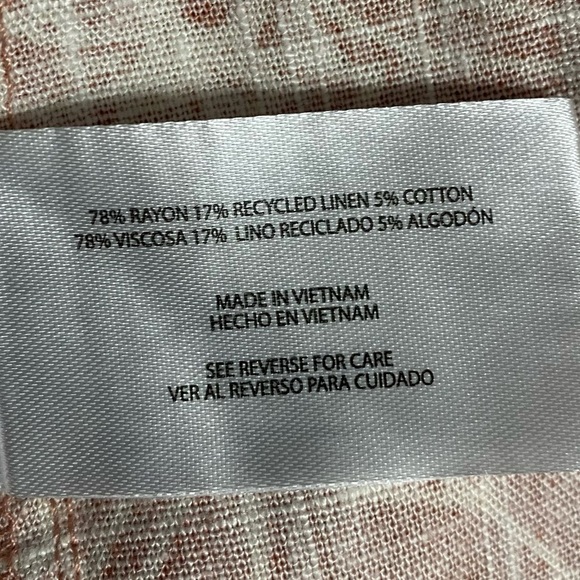 78% RAYON 17% RECYCLED LINEN 5% COTTON
78% VISCOSA 17% LINO RECICLADO 5% ALGODÓN
MADE IN VIETNAM
HECHO EN VIETNAM
SEE REVERSE FOR CARE
VER AL REVERSO PARA CUIDADO